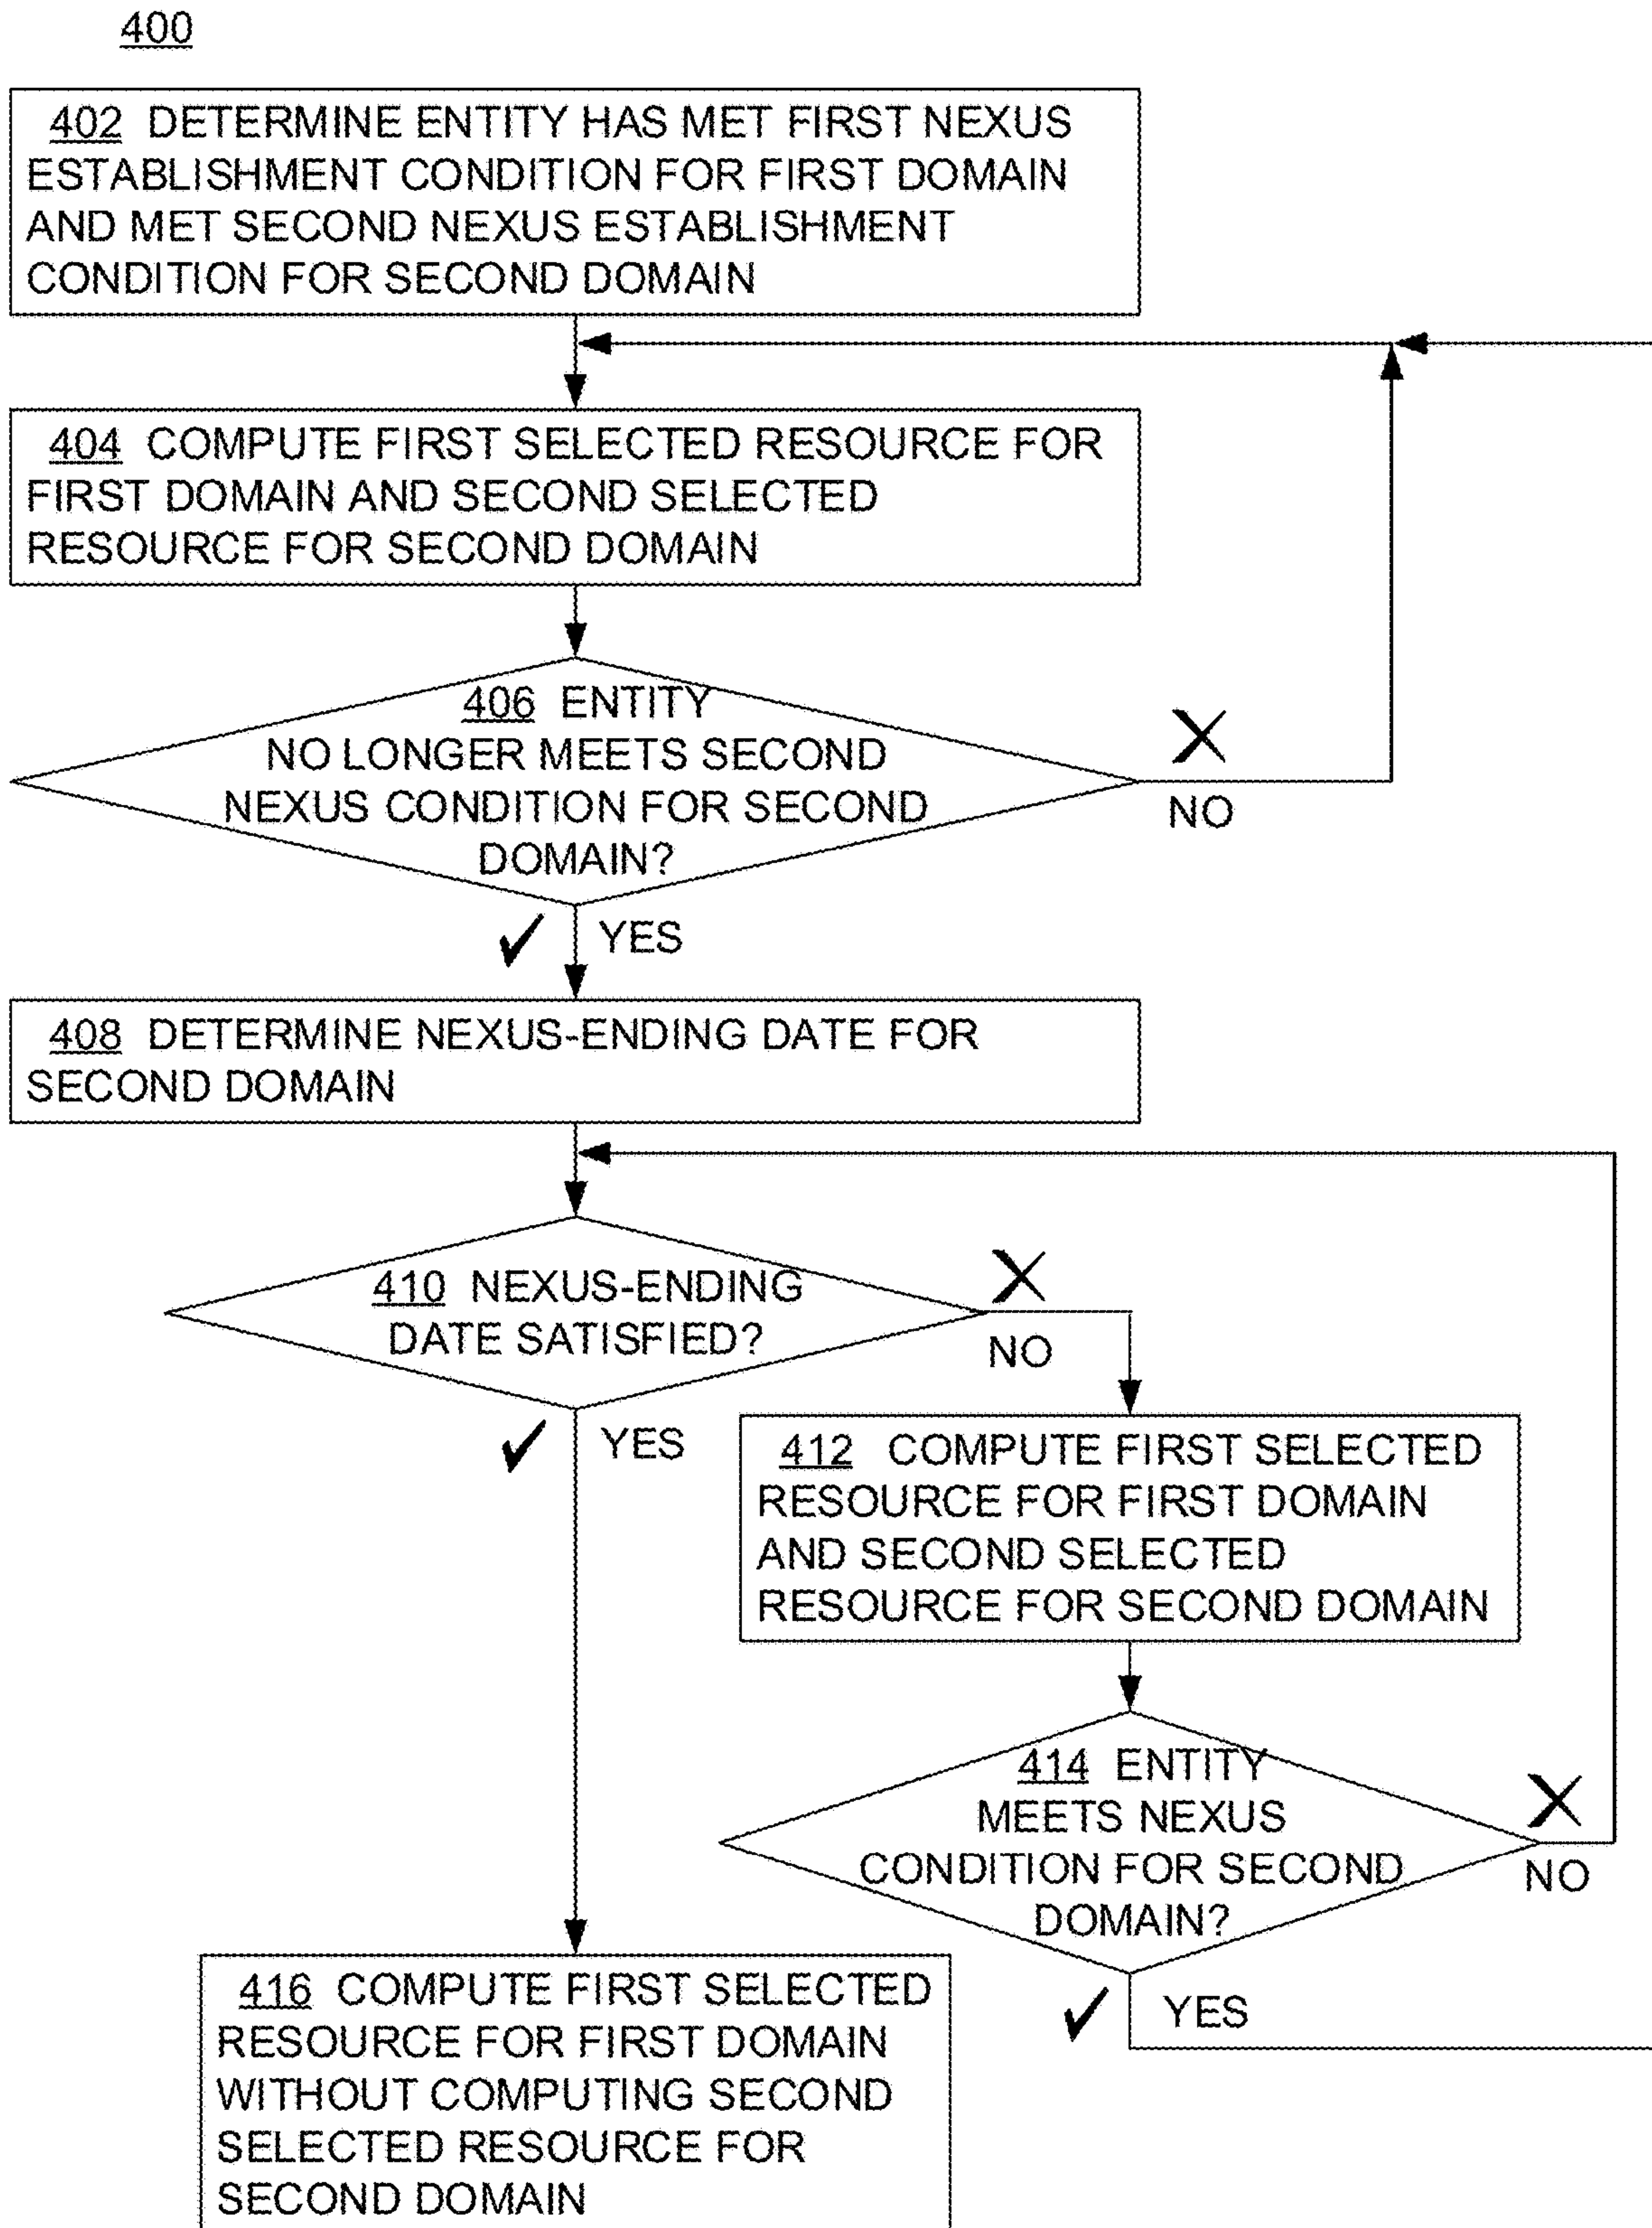 400
402 DETERMINE ENTITY HAS MET FIRST NEXUS
ESTABLISHMENT CONDITION FOR FIRST DOMAIN
AND MET SECOND NEXUS ESTABLISHMENT
CONDITION FOR SECOND DOMAIN
404 COMPUTE FIRST SELECTED RESOURCE FOR
FIRST DOMAIN AND SECOND SELECTED
RESOURCE FOR SECOND DOMAIN
406 ENTITY
NO LONGER MEETS SECOND
NEXUS CONDITION FOR SECOND
DOMAIN?
NO
YES
408 DETERMINE NEXUS-ENDING DATE FOR
SECOND DOMAIN
410 NEXUS-ENDING
DATE SATISFIED?
NO
YES
412 COMPUTE FIRST SELECTED
RESOURCE FOR FIRST DOMAIN
AND SECOND SELECTED
RESOURCE FOR SECOND DOMAIN
414 ENTITY
MEETS NEXUS
CONDITION FOR SECOND
DOMAIN?
NO
YES
416 COMPUTE FIRST SELECTED
RESOURCE FOR FIRST DOMAIN
WITHOUT COMPUTING SECOND
SELECTED RESOURCE FOR
SECOND DOMAIN